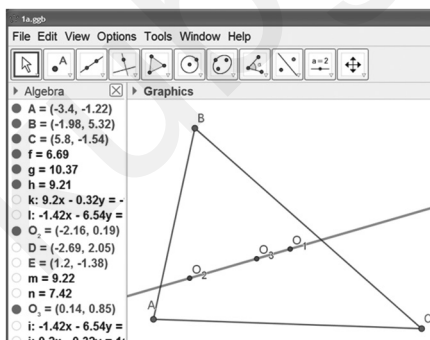 1a.ggb
File Edit View Options Tools Window Help
A
a=2
Algebra
Graphics
A = (-3.4, -1.22)
B = (-1.98, 5.32)
C = (5.8, -1.54)
f = 6.69
g = 10.37
h = 9.21
k: 9.2x - 0.32y = -
l: -1.42x - 6.54y =
O₂ = (-2.16, 0.19)
D = (-2.69, 2.05)
E = (1.2, -1.38)
m = 9.22
n = 7.42
O₃ = (0.14, 0.85)
i: -1.42x - 6.54y =
B
O₁
O₃
O₂
A
C